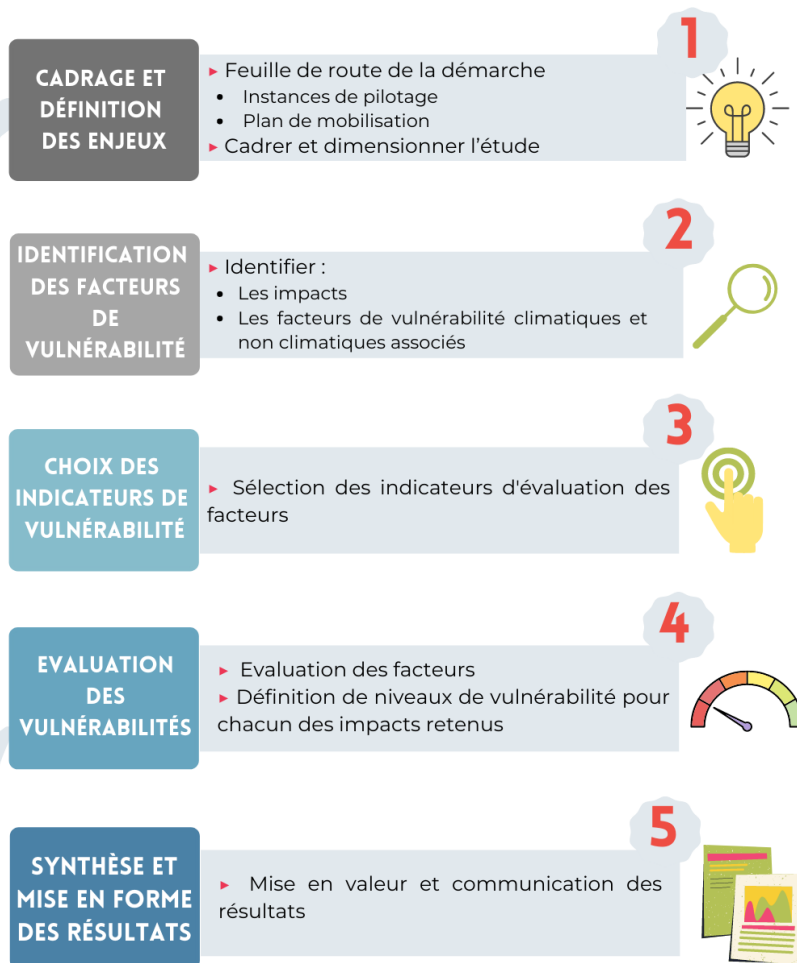 1
CADRAGE ET
DÉFINITION
DES ENJEUX
▸ Feuille de route de la démarche
• Instances de pilotage
• Plan de mobilisation
▸ Cadrer et dimensionner l’étude
2
IDENTIFICATION
DES FACTEURS
DE
VULNÉRABILITÉ
▸ Identifier :
• Les impacts
• Les facteurs de vulnérabilité climatiques et
non climatiques associés
3
CHOIX DES
INDICATEURS DE
VULNÉRABILITÉ
▸ Sélection des indicateurs d'évaluation des
facteurs
4
EVALUATION
DES
VULNÉRABILITÉS
▸ Evaluation des facteurs
▸ Définition de niveaux de vulnérabilité pour
chacun des impacts retenus
5
SYNTHÈSE ET
MISE EN FORME
DES RÉSULTATS
▸ Mise en valeur et communication des
résultats